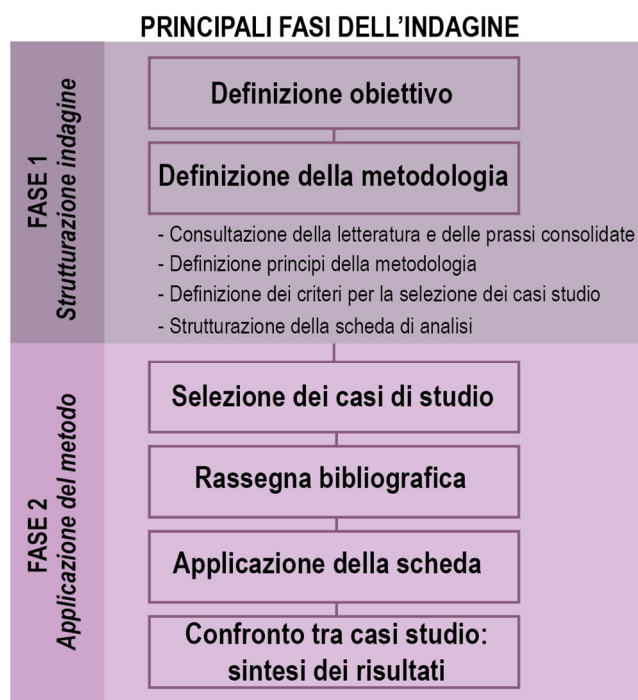 PRINCIPALI FASI DELL'INDAGINE
FASE 1
Strutturazione indagine
Definizione obiettivo
Definizione della metodologia
- Consultazione della letteratura e delle prassi consolidate
- Definizione principi della metodologia
- Definizione dei criteri per la selezione dei casi studio
- Strutturazione della scheda di analisi
FASE 2
Applicazione del metodo
Selezione dei casi di studio
Rassegna bibliografica
Applicazione della scheda
Confronto tra casi studio:
sintesi dei risultati